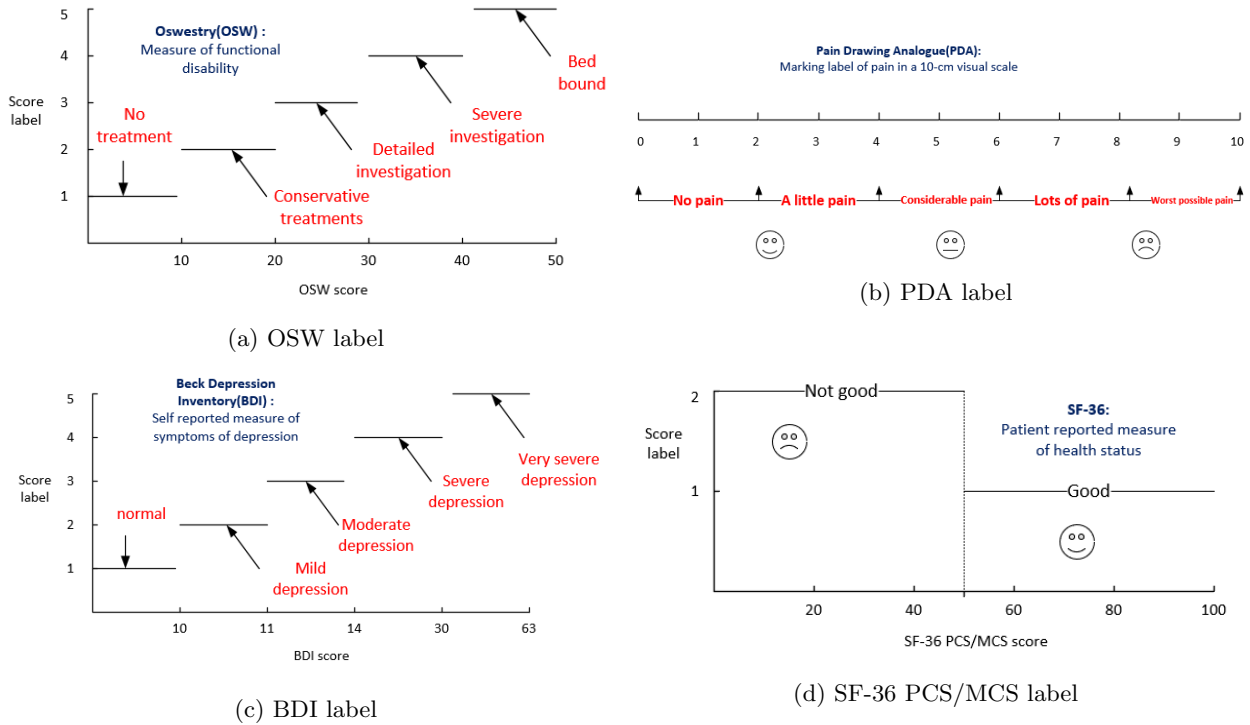 Oswestry(OSW) :
Measure of functional
disability
Score
label
5
4
3
2
1
No
treatment
Conservative
treatments
Detailed
investigation
Severe
investigation
Bed
bound
10 20 30 40 50
OSW score
(a) OSW label
Pain Drawing Analogue(PDA):
Marking label of pain in a 10-cm visual scale
0 1 2 3 4 5 6 7 8 9 10
No pain A little pain Considerable pain Lots of pain Worst possible pain
(b) PDA label
Beck Depression
Inventory(BDI) :
Self reported measure of
symptoms of depression
Score
label
5
4
3
2
1
normal
Mild
depression
Moderate
depression
Severe
depression
Very severe
depression
10 11 14 30 63
BDI score
(c) BDI label
Score
label
2
1
Not good
SF-36:
Patient reported measure
of health status
Good
20 40 60 80 100
SF-36 PCS/MCS score
(d) SF-36 PCS/MCS label